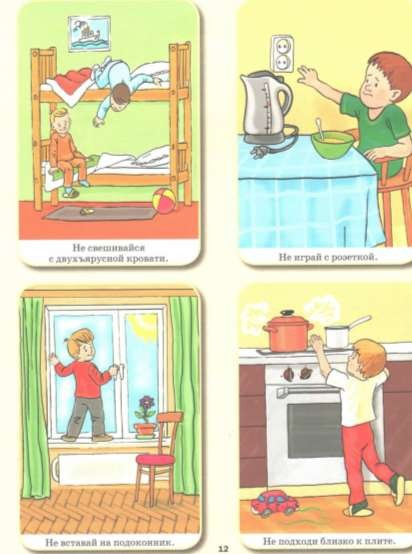 Не свешивайся
с двухъярусной кровати.
Не играй с розеткой.
Не вставай на подоконник.
Не подходи близко к плите.
12